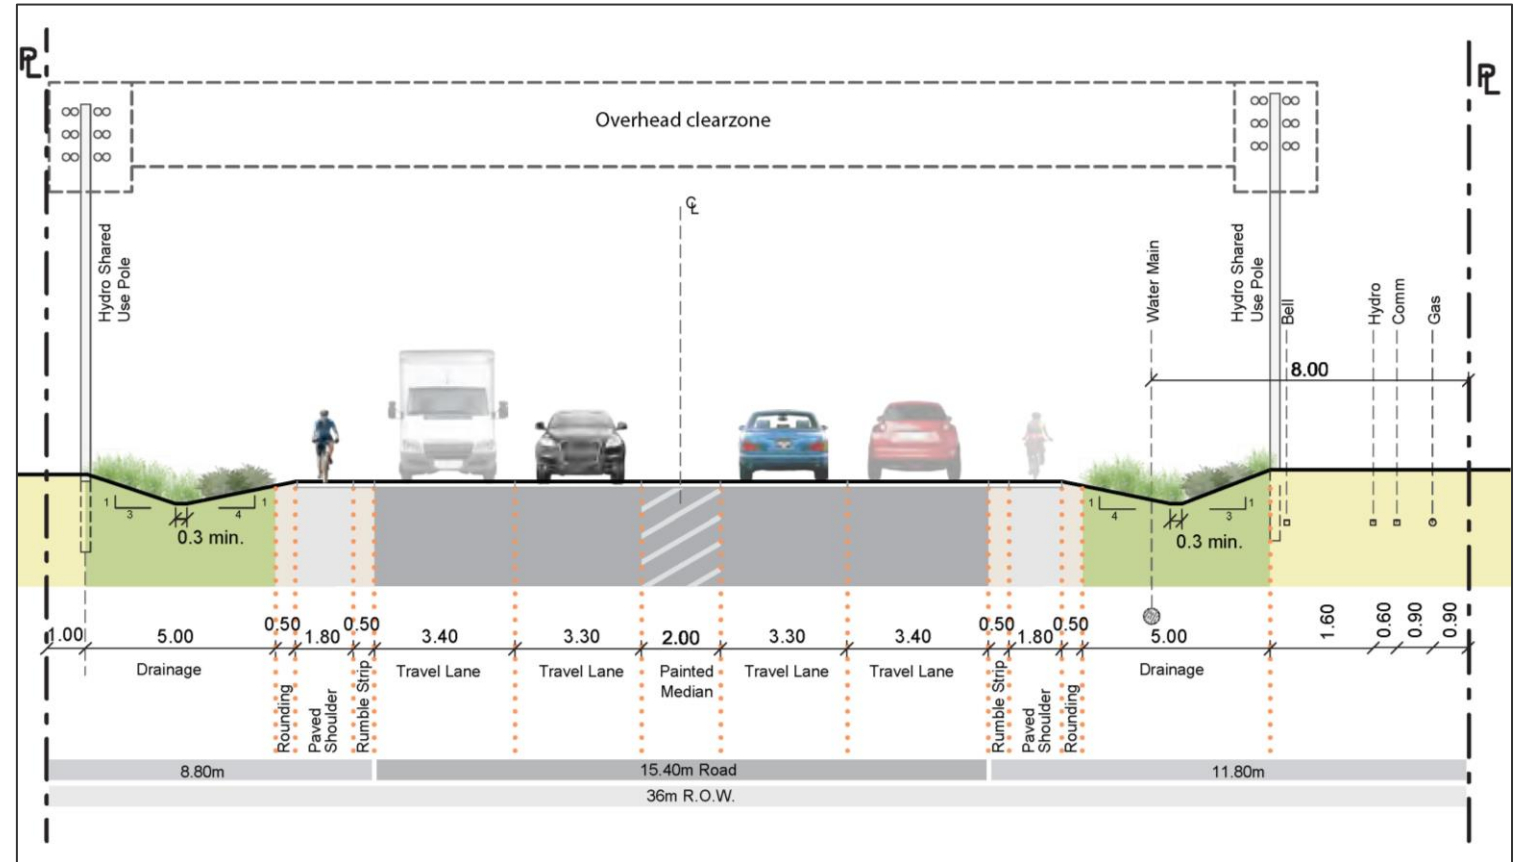 PL
PL
Overhead clearzone
CL
Hydro Shared
Use Pole
Water Main
Hydro Shared
Use Pole
Bell
Hydro
Comm
Gas
8.00
1
3
4
1
0.3 min.
1
4
3
1
0.3 min.
1.00
5.00
0.50
1.80
0.50
3.40
3.30
2.00
3.30
3.40
0.50
1.80
0.50
5.00
1.60
0.60
0.90
0.90
Drainage
Rounding
Paved
Shoulder
Rumble Strip
Travel Lane
Travel Lane
Painted
Median
Travel Lane
Travel Lane
Rumble Strip
Paved
Shoulder
Rounding
Drainage
8.80m
15.40m Road
11.80m
36m R.O.W.